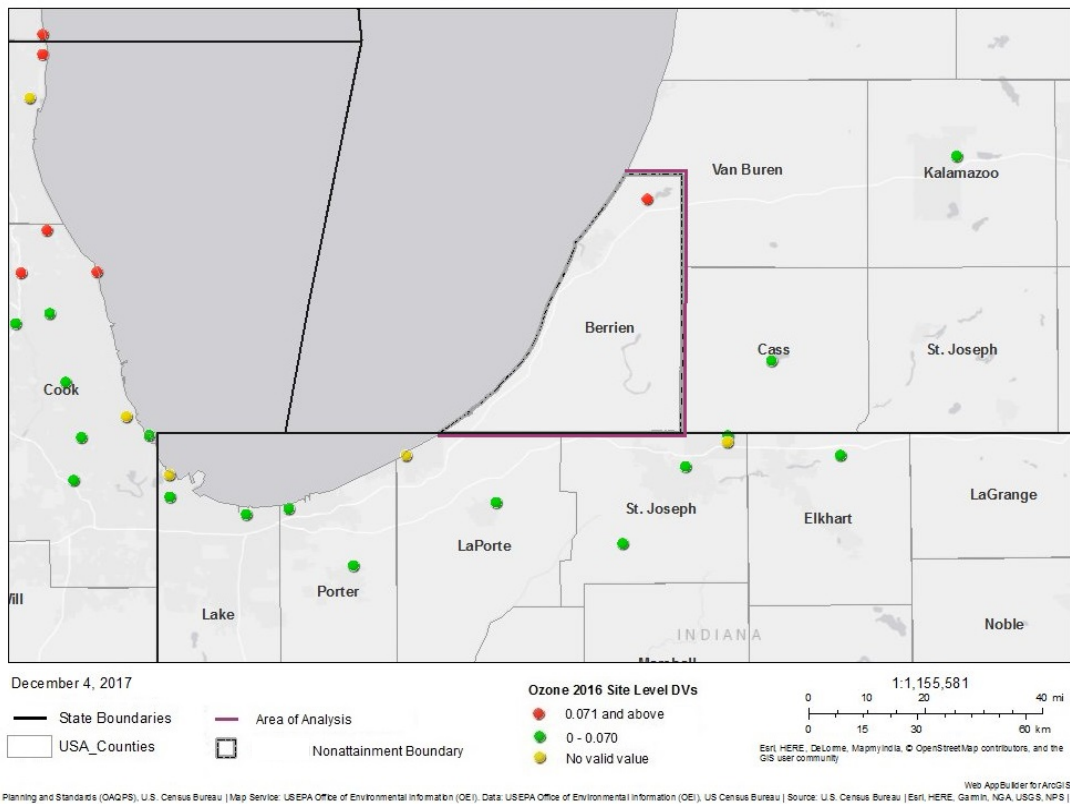 Van Buren
Kalamazoo
Berrien
Cass
St. Joseph
Cook
LaGrange
St. Joseph
Elkhart
LaPorte
Porter
Lake
Noble
INDIANA
December 4, 2017
State Boundaries
USA_Counties
Area of Analysis
Nonattainment Boundary
Ozone 2016 Site Level DVs
0.071 and above
0 - 0.070
No valid value
1:1,155,581
0 10 20 40 mi
0 15 30 60 km
Esri, HERE, DeLorme, MapmyIndia, © OpenStreetMap contributors, and the
GIS user community
Web AppBuilder for ArcGIS
Planning and Standards (OAQPS), U.S. Census Bureau | Map Service: USEPA Office of Environmental Information (OEI), Data: USEPA Office of Environmental Information (OEI), US Census Bureau | Source: U.S. Census Bureau | Esri, HERE, Garmin, NGA, USGS, NPS |